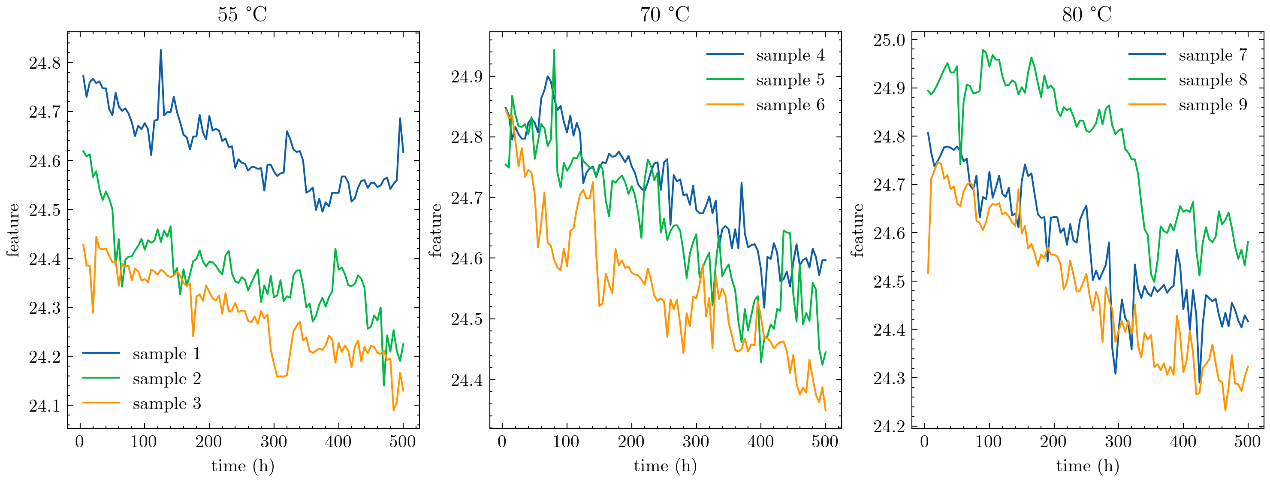 55 °C
feature
24.8
24.7
24.6
24.5
24.4
24.3
24.2
24.1
sample 1
sample 2
sample 3
0 100 200 300 400 500
time (h)
70 °C
feature
24.9
24.8
24.7
24.6
24.5
24.4
sample 4
sample 5
sample 6
0 100 200 300 400 500
time (h)
80 °C
feature
25.0
24.9
24.8
24.7
24.6
24.5
24.4
24.3
24.2
sample 7
sample 8
sample 9
0 100 200 300 400 500
time (h)